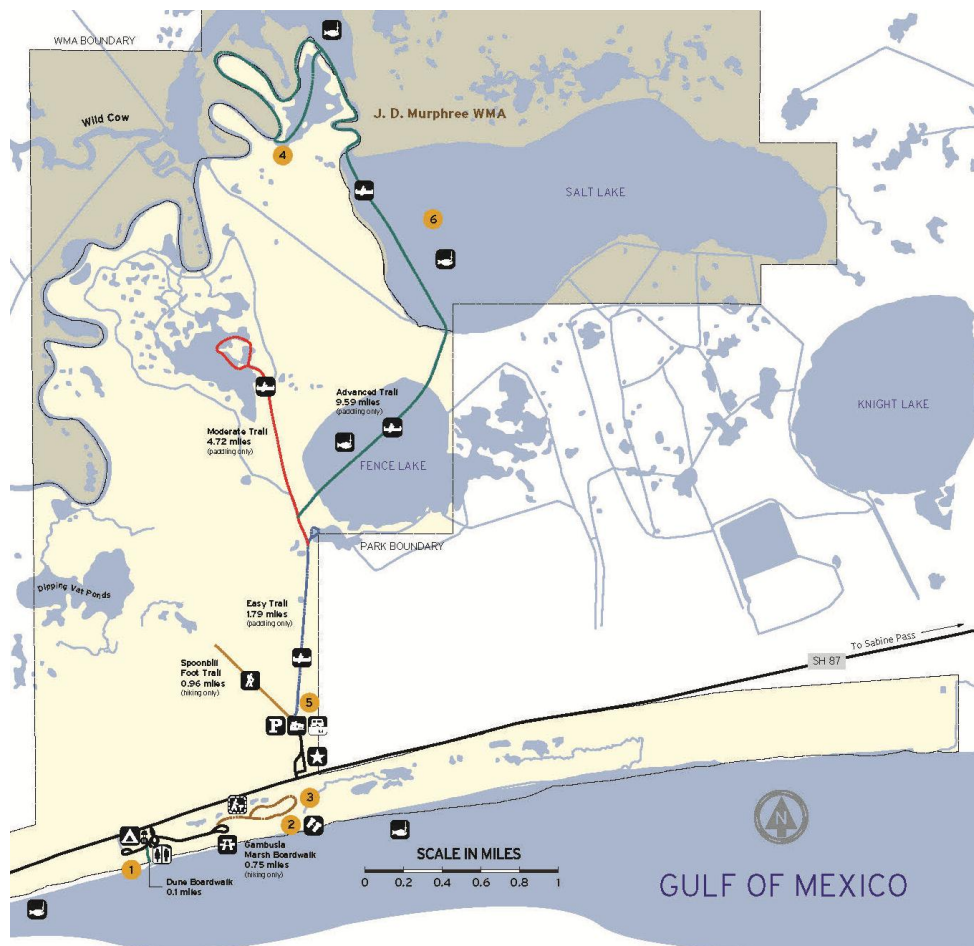 WMA BOUNDARY
Wild Cow
J. D. Murphree WMA
4
SALT LAKE
6
Advanced Trail
9.59 miles
(paddling only)
KNIGHT LAKE
Moderate Trail
4.72 miles
(paddling only)
FENCE LAKE
PARK BOUNDARY
Dipping Vat Ponds
Easy Trail
1.79 miles
(paddling only)
To Sabine Pass
SH 87
Spoonbill
Foot Trail
0.96 miles
(hiking only)
5
P
3
2
N
Gambusia
Marsh Boardwalk
0.75 miles
(hiking only)
1
Dune Boardwalk
0.1 miles
SCALE IN MILES
0 0.2 0.4 0.6 0.8 1
GULF OF MEXICO